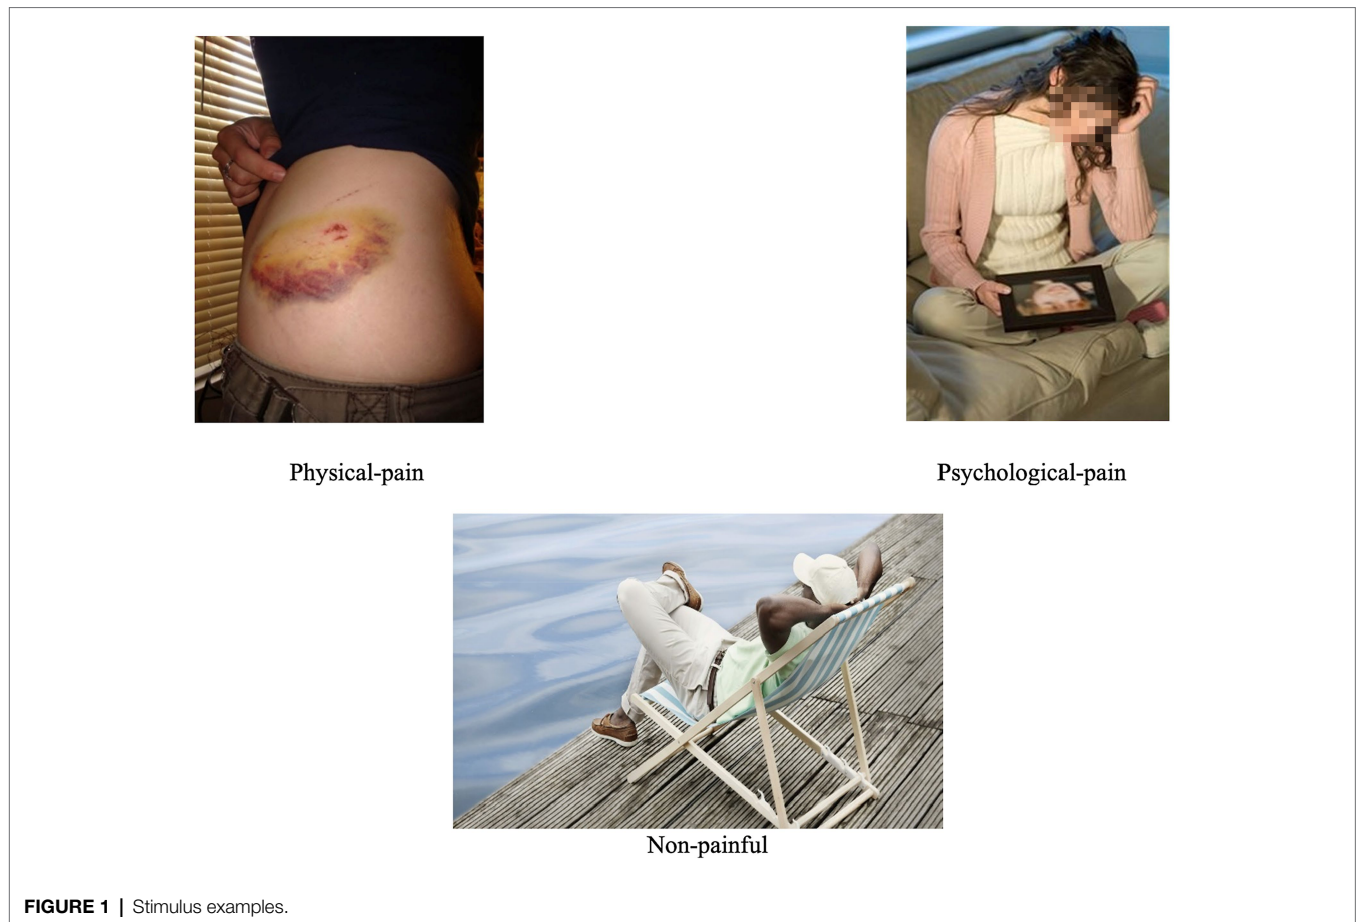 Physical-pain
Psychological-pain
Non-painful
FIGURE 1 | Stimulus examples.